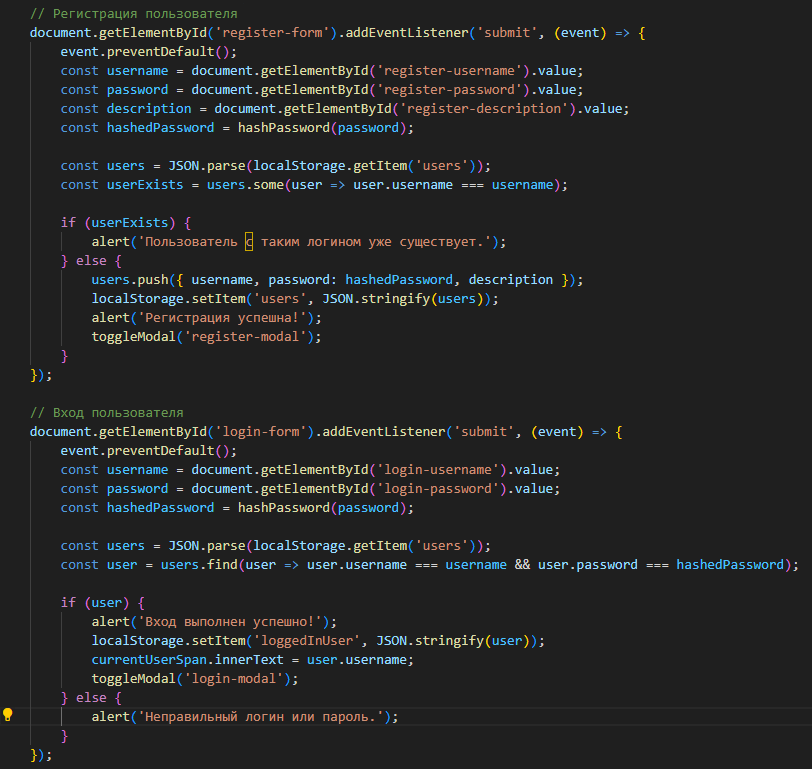 // Регистрация пользователя
document.getElementById('register-form').addEventListener('submit', (event) => {
    event.preventDefault();
    const username = document.getElementById('register-username').value;
    const password = document.getElementById('register-password').value;
    const description = document.getElementById('register-description').value;
    const hashedPassword = hashPassword(password);

    const users = JSON.parse(localStorage.getItem('users'));
    const userExists = users.some(user => user.username === username);

    if (userExists) {
        alert('Пользователь с таким логином уже существует.');
    } else {
        users.push({ username, password: hashedPassword, description });
        localStorage.setItem('users', JSON.stringify(users));
        alert('Регистрация успешна!');
        toggleModal('register-modal');
    }
});

// Вход пользователя
document.getElementById('login-form').addEventListener('submit', (event) => {
    event.preventDefault();
    const username = document.getElementById('login-username').value;
    const password = document.getElementById('login-password').value;
    const hashedPassword = hashPassword(password);

    const users = JSON.parse(localStorage.getItem('users'));
    const user = users.find(user => user.username === username && user.password === hashedPassword);

    if (user) {
        alert('Вход выполнен успешно!');
        localStorage.setItem('loggedInUser', JSON.stringify(user));
        currentUserSpan.innerText = user.username;
        toggleModal('login-modal');
    } else {
        alert('Неправильный логин или пароль.');
    }
});